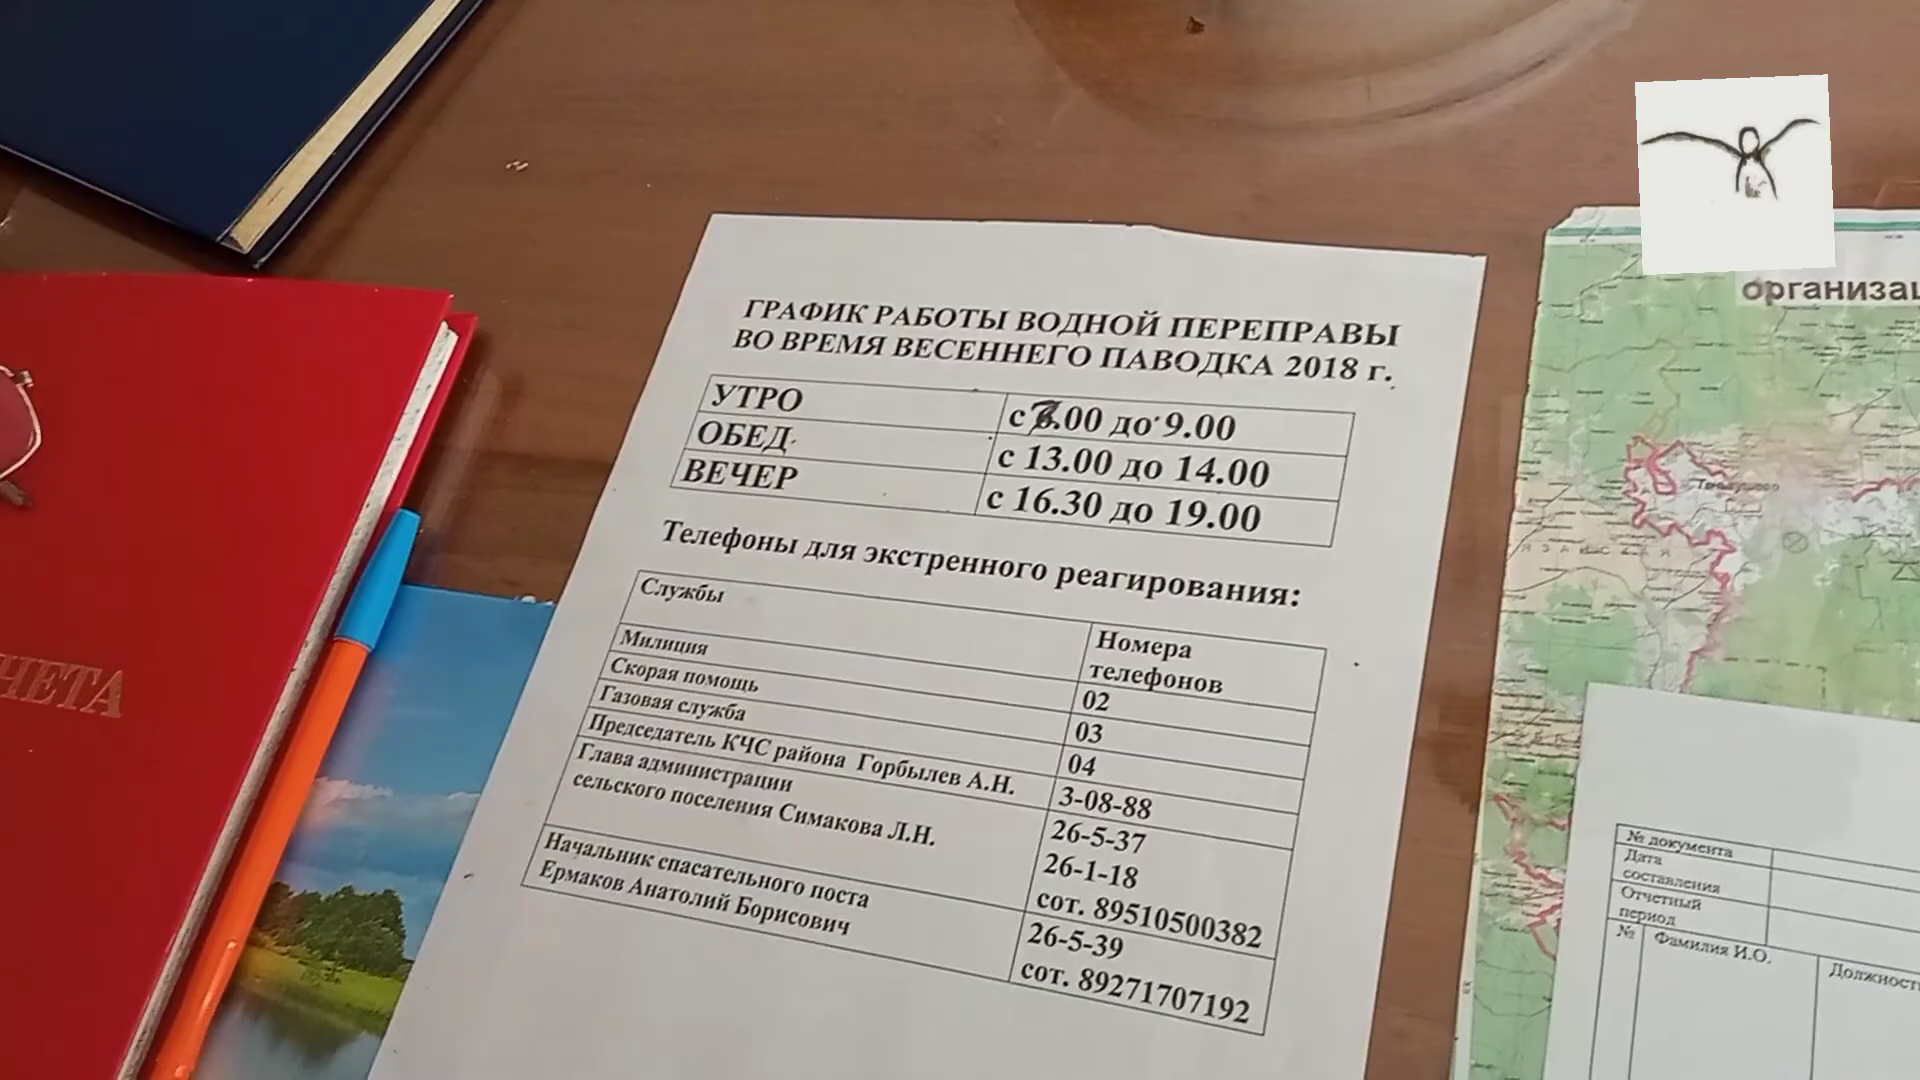 ГРАФИК РАБОТЫ ВОДНОЙ ПЕРЕПРАВЫ
ВО ВРЕМЯ ВЕСЕННЕГО ПАВОДКА 2018 г.
УТРО с 7.00 до 9.00
ОБЕД с 13.00 до 14.00
ВЕЧЕР с 16.30 до 19.00
Телефоны для экстренного реагирования:
Службы Номера
телефонов
Милиция 02
Скорая помощь 03
Газовая служба 04
Председатель КЧС района Горбылев А.Н. 3-08-88
Глава администрации 26-5-37
сельского поселения Симакова Л.Н. 26-1-18
сот. 89510500382
Начальник спасательного поста 26-5-39
Ермаков Анатолий Борисович сот. 89271707192
ЧЕТА
организац
№ документа
Дата
составления
Отчетный
период
№ Фамилия И.О. Должность